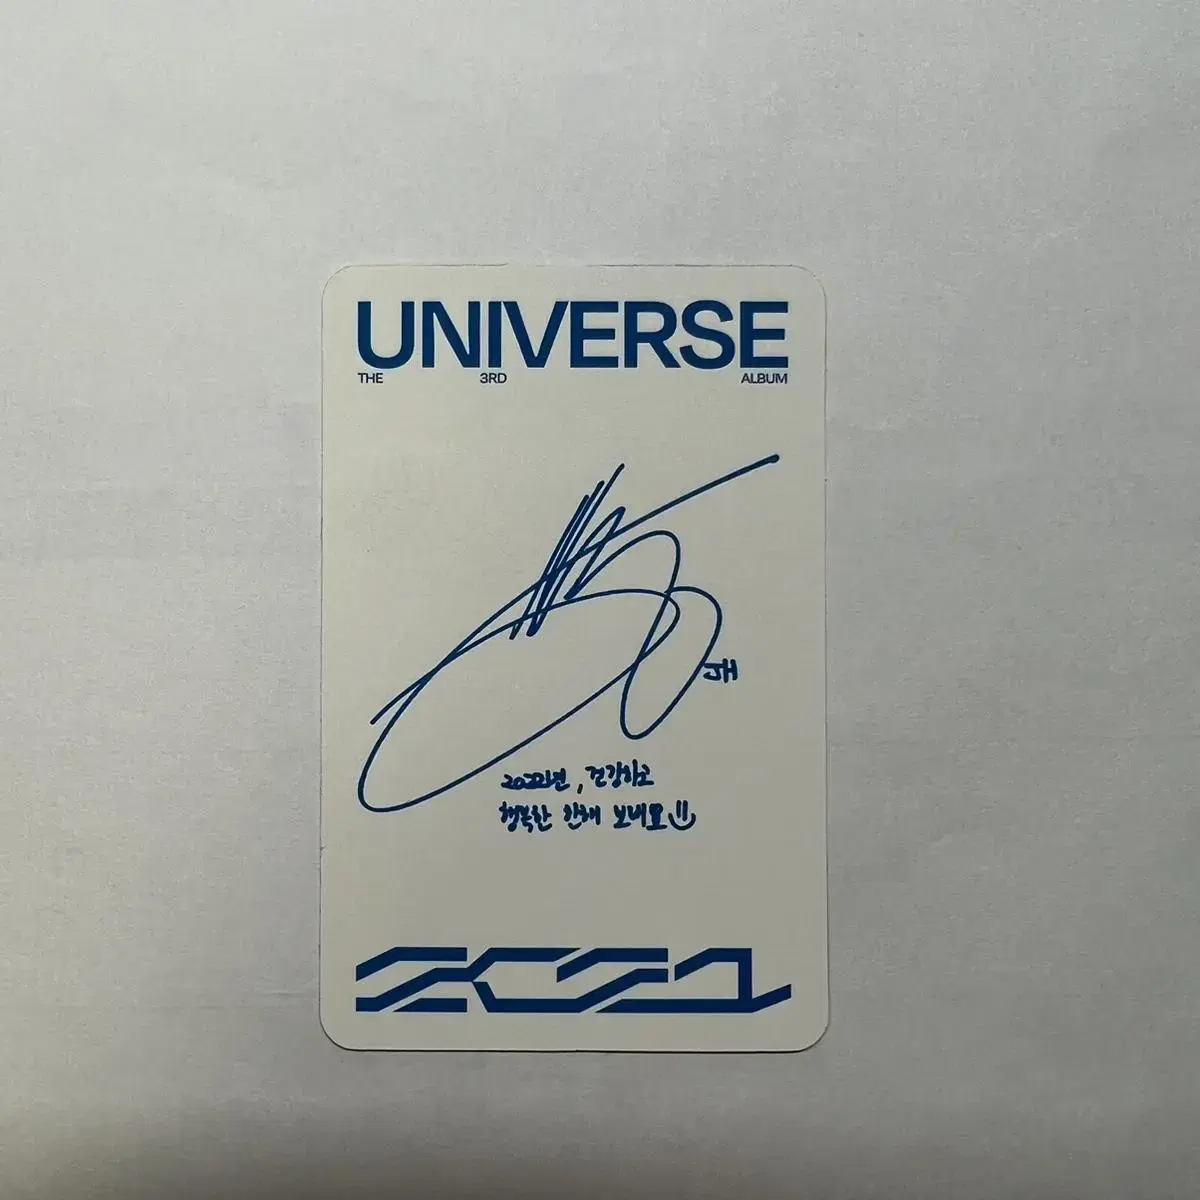 UNIVERSE
THE 3RD ALBUM
JH
2022년, 건강하고
행복한 한해 보내요
2021